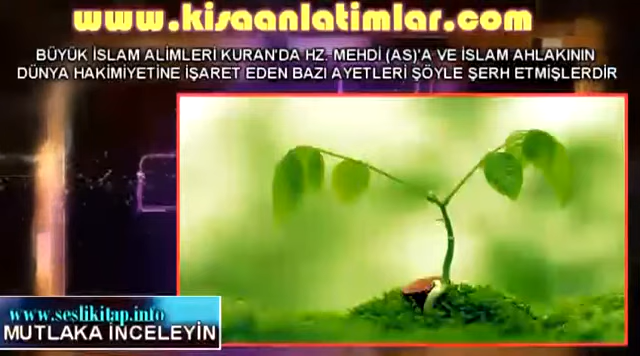 www.kisaanlatimlar.com
BÜYÜK İSLAM ALİMLERİ KURAN'DA HZ. MEHDİ (AS)'A VE İSLAM AHLAKININ
DÜNYA HAKİMİYETİNE İŞARET EDEN BAZI AYETLERİ ŞÖYLE ŞERH ETMİŞLERDİR
www.seslikitap.info
MUTLAKA İNCELEYİN